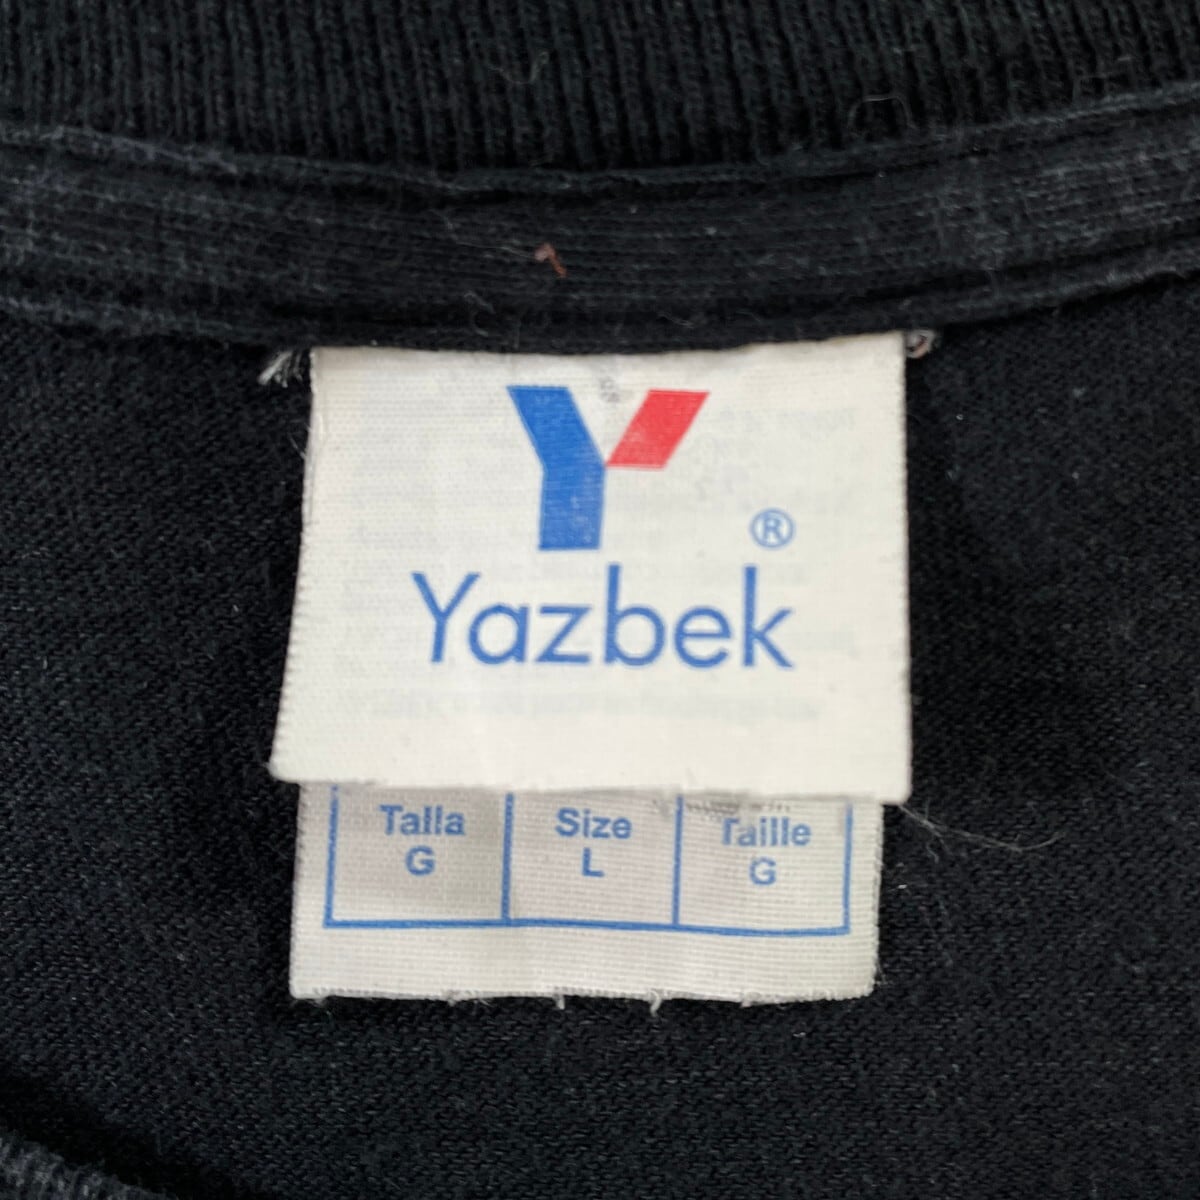 Y
®
Yazbek
Talla Size Taille
G L G